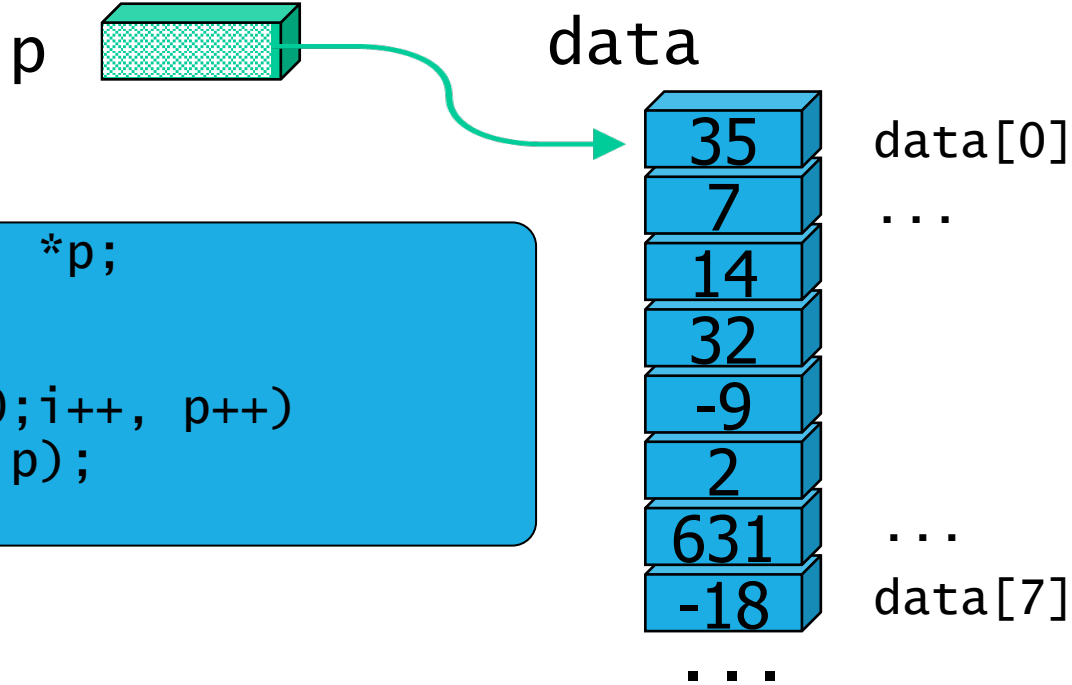 p
data
35 data[0]
7 ...
*p;
14
32
;i++, p++)
-9
p);
2
631 ...
-18 data[7]
...